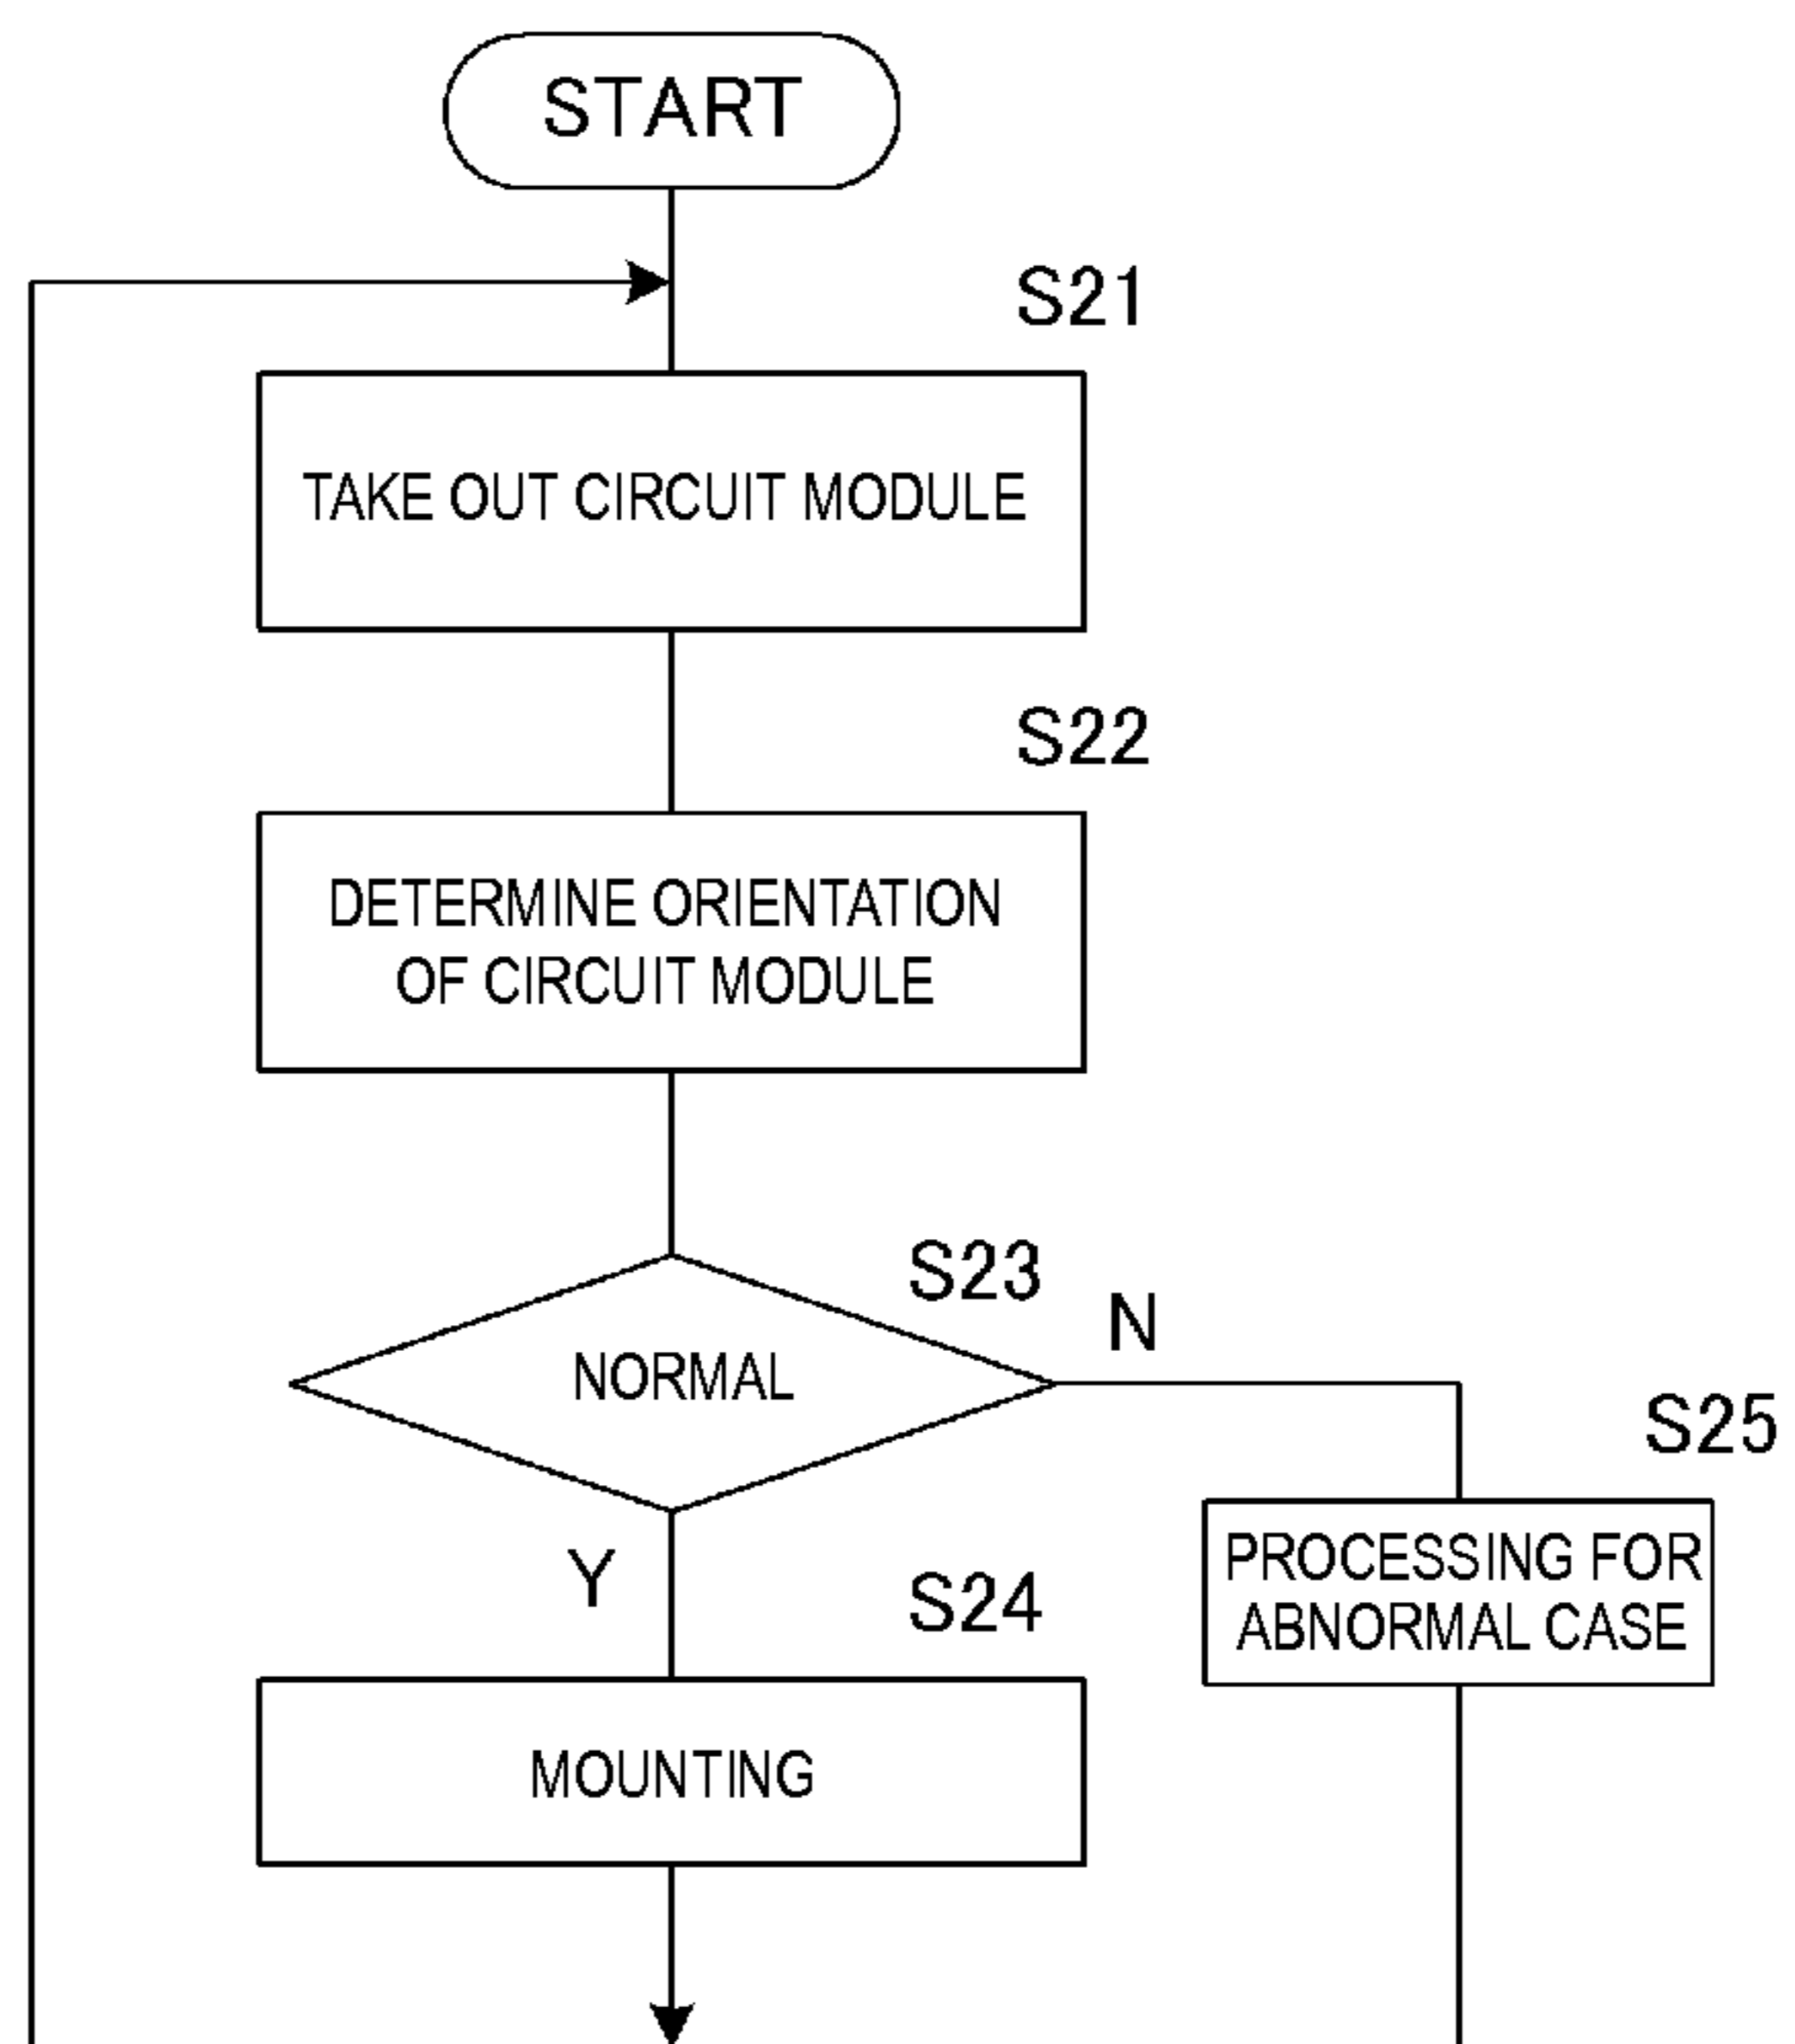 START
S21
TAKE OUT CIRCUIT MODULE
S22
DETERMINE ORIENTATION
OF CIRCUIT MODULE
S23
NORMAL
N
S25
PROCESSING FOR
ABNORMAL CASE
Y
S24
MOUNTING